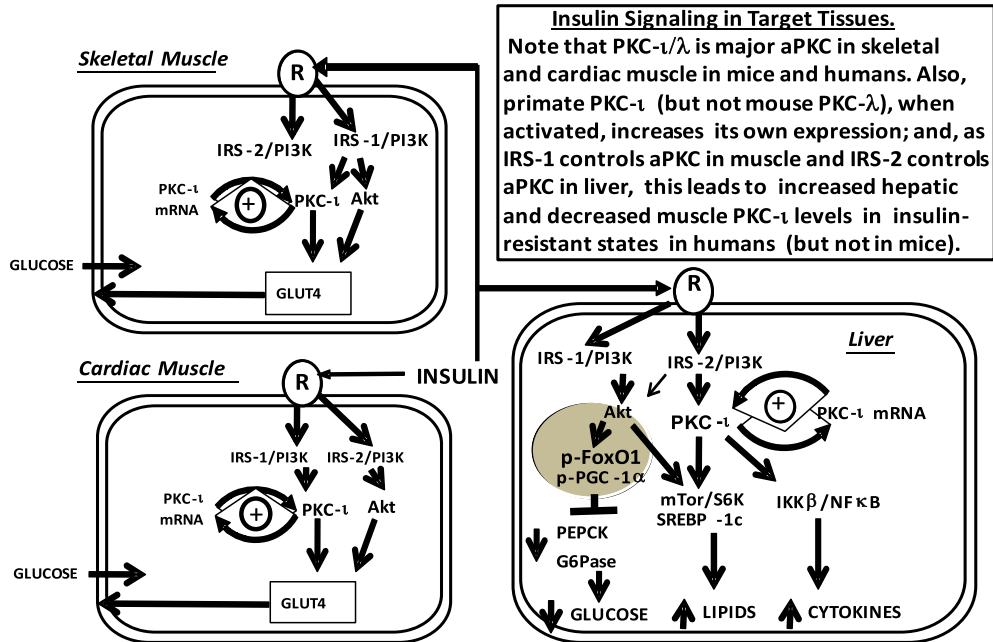 Insulin Signaling in Target Tissues.
Note that PKC-ι/λ is major aPKC in skeletal
and cardiac muscle in mice and humans. Also,
primate PKC-ι (but not mouse PKC-λ), when
activated, increases its own expression; and, as
IRS-1 controls aPKC in muscle and IRS-2 controls
aPKC in liver, this leads to increased hepatic
and decreased muscle PKC-ι levels in insulin-
resistant states in humans (but not in mice).
Skeletal Muscle
R
IRS-2/PI3K
IRS-1/PI3K
PKC-ι
mRNA
+
PKC-ι
Akt
GLUCOSE
GLUT4
Cardiac Muscle
R
INSULIN
IRS-1/PI3K
IRS-2/PI3K
PKC-ι
mRNA
+
PKC-ι
Akt
GLUCOSE
GLUT4
R
Liver
IRS-1/PI3K
IRS-2/PI3K
Akt
PKC-ι
+
PKC-ι mRNA
p-FoxO1
p-PGC-1α
mTor/S6K
SREBP-1c
IKKβ/NFκB
PEPCK
G6Pase
GLUCOSE
LIPIDS
CYTOKINES